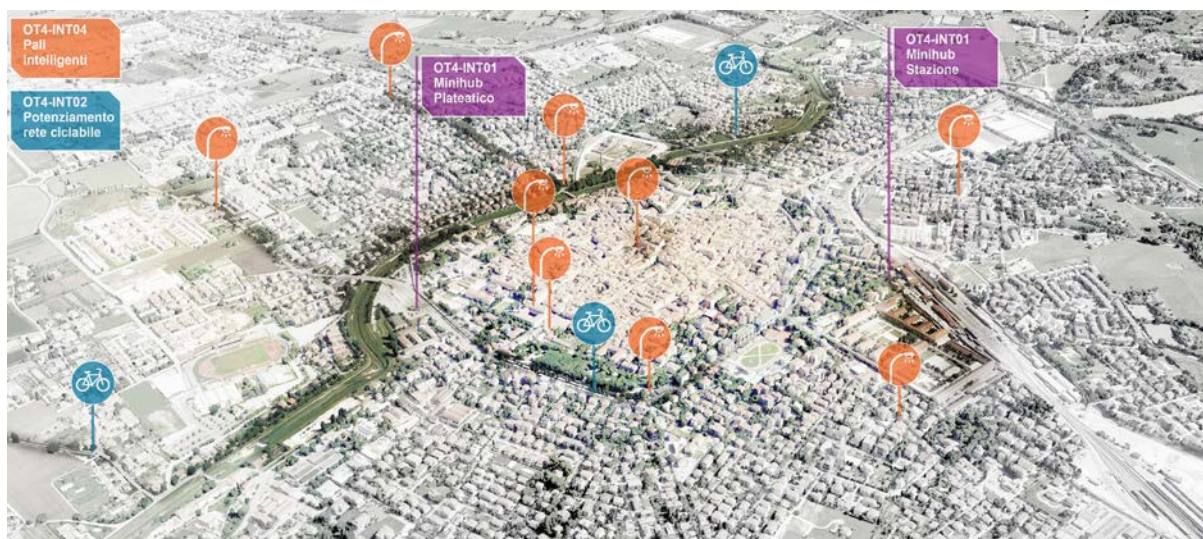 OT4-INT04
Pali
Intelligenti
OT4-INT02
Potenziamento
rete ciclabile
OT4-INT01
Minihub
Plateatico
OT4-INT01
Minihub
Stazione